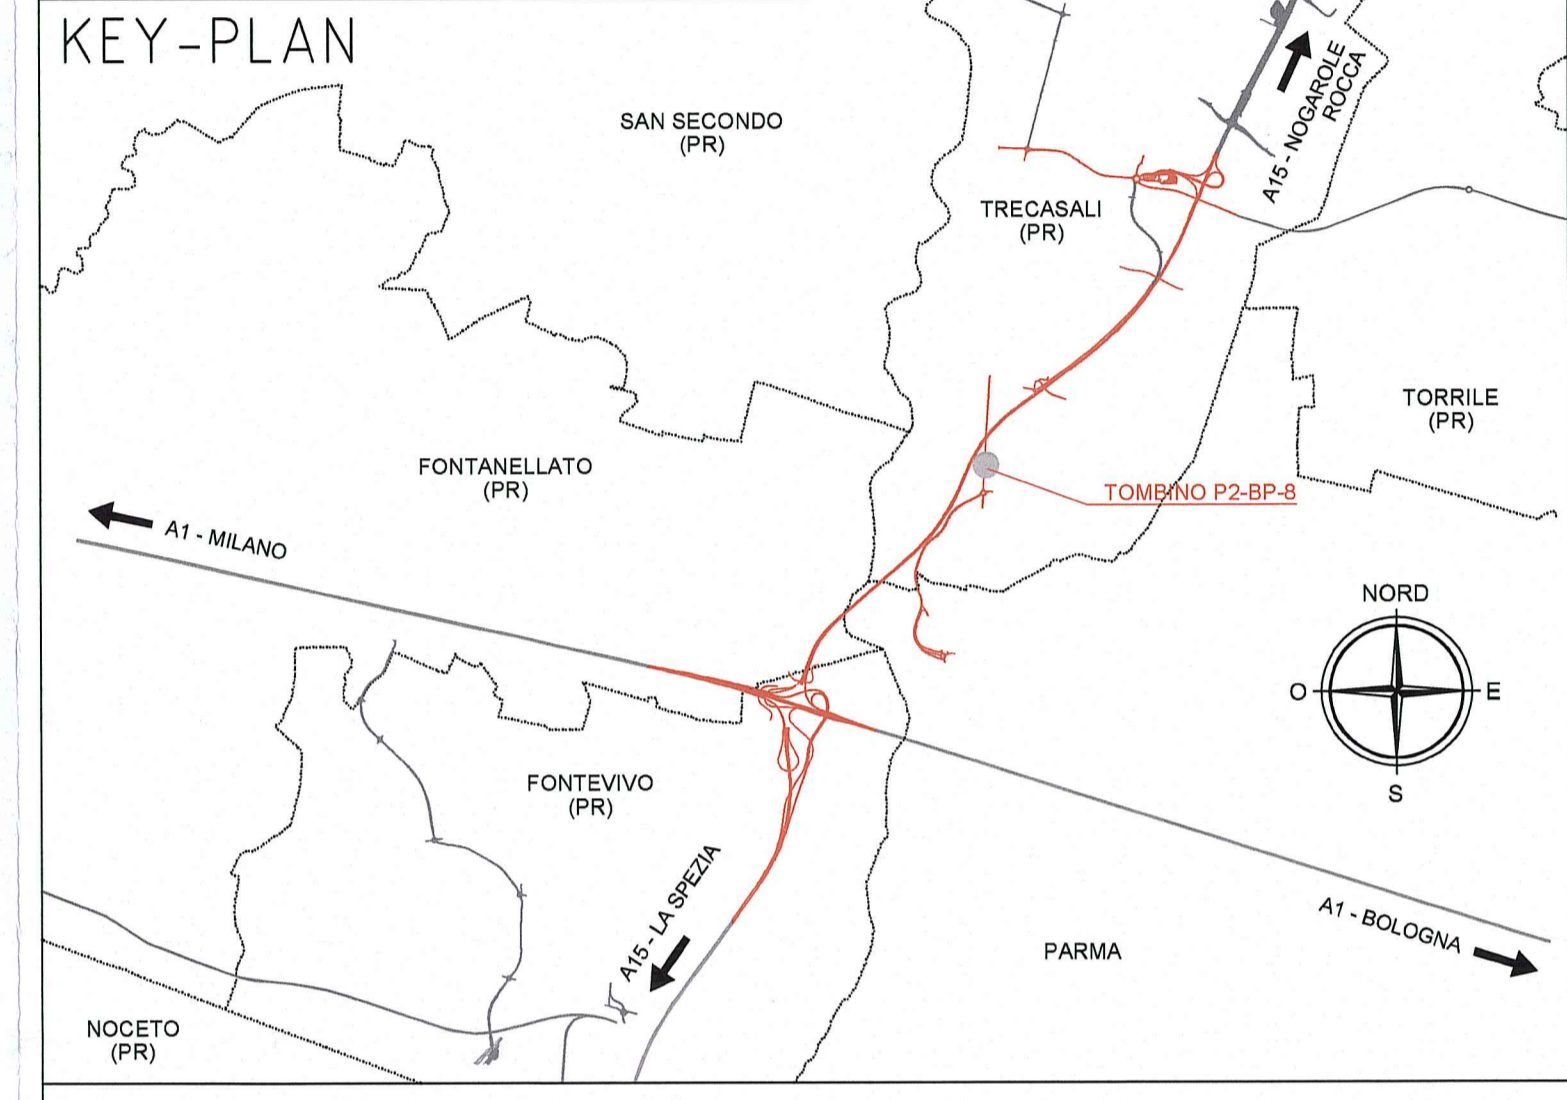 KEY-PLAN
SAN SECONDO
(PR)
A15 - NOGAROLE
ROCCA
TRECASALI
(PR)
TORRILE
(PR)
FONTANELLATO
(PR)
TOMBINO P2-BP-8
A1 - MILANO
NORD
O
E
S
FONTEVIVO
(PR)
A15 - LA SPEZIA
A1 - BOLOGNA
PARMA
NOCETO
(PR)